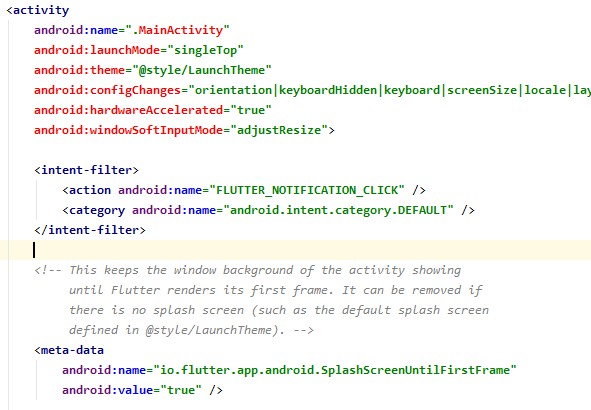 <activity
android:name=".MainActivity"
android:launchMode="singleTop"
android:theme="@style/LaunchTheme"
android:configChanges="orientation|keyboardHidden|keyboard|screenSize|locale|lay
android:hardwareAccelerated="true"
android:windowSoftInputMode="adjustResize">
<intent-filter>
<action android:name="FLUTTER_NOTIFICATION_CLICK" />
<category android:name="android.intent.category.DEFAULT" />
</intent-filter>
<!-- This keeps the window background of the activity showing
until Flutter renders its first frame. It can be removed if
there is no splash screen (such as the default splash screen
defined in @style/LaunchTheme). -->
<meta-data
android:name="io.flutter.app.android.SplashScreenUntilFirstFrame"
android:value="true" />